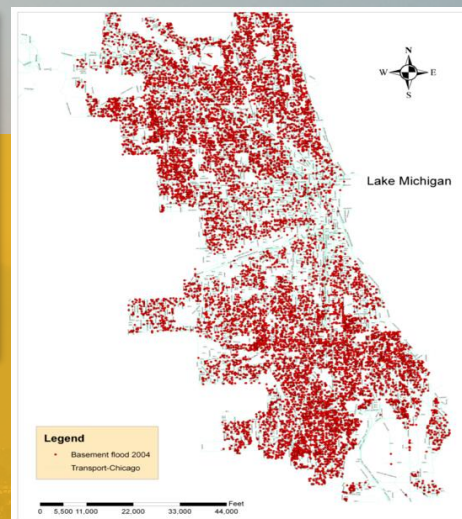 N
W E
S
Lake Michigan
Legend
Basement flood 2004
Transport-Chicago
Feet
0 5,500 11,000 22,000 33,000 44,000